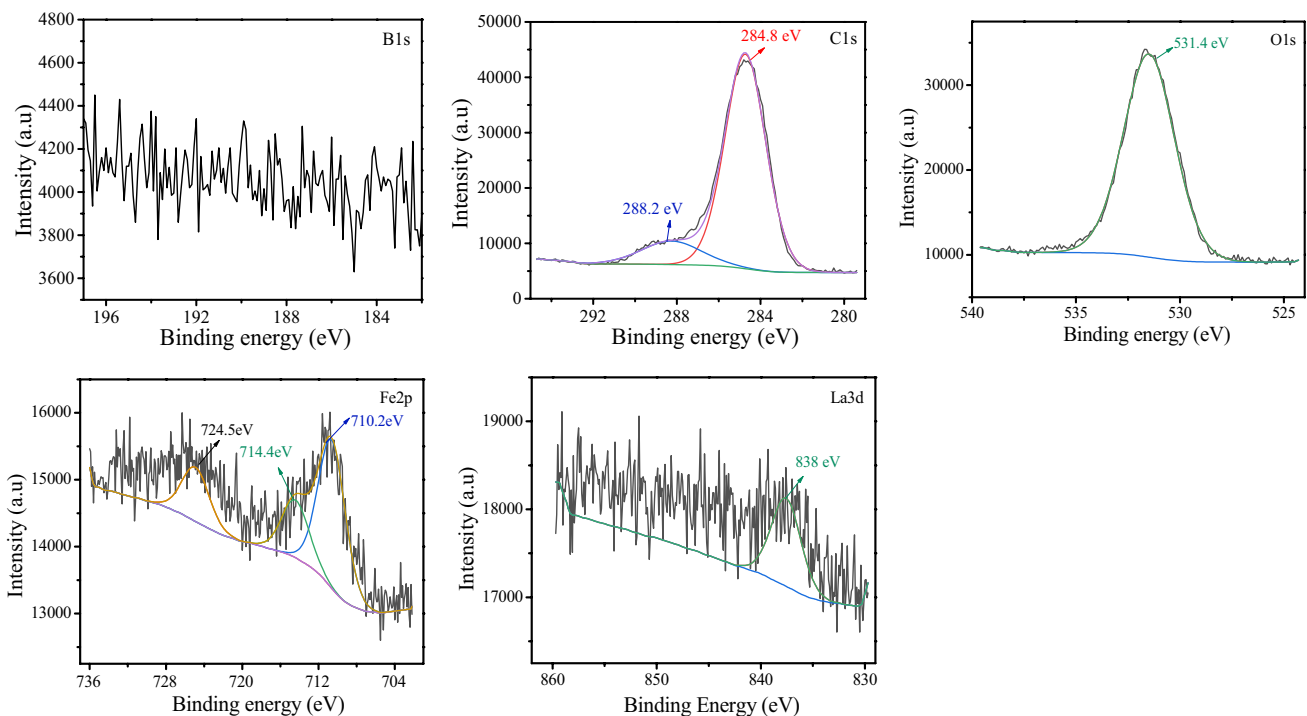 B1s
4800
4600
4400
4200
4000
3800
3600
Intensity (a.u)
196
192
188
184
Binding energy (eV)
C1s
284.8 eV
288.2 eV
50000
40000
30000
20000
10000
0
Intensity (a.u)
292
288
284
280
Binding energy (eV)
O1s
531.4 eV
30000
20000
10000
Intensity (a.u)
540
535
530
525
Binding energy (eV)
Fe2p
710.2eV
724.5eV
714.4eV
16000
15000
14000
13000
Intensity (a.u)
736
728
720
712
704
Binding energy (eV)
La3d
838 eV
19000
18000
17000
Intensity (a.u)
860
850
840
830
Binding Energy (eV)